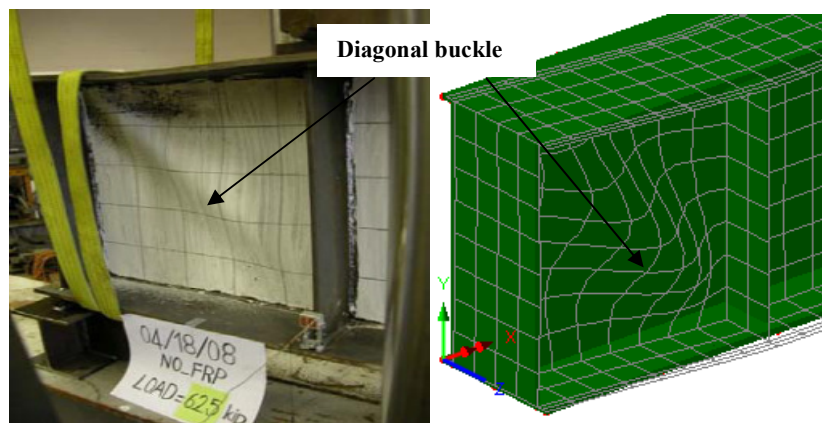 Diagonal buckle
04/18/08
NO_FRP
LOAD=62.5 kip
Y
X
Z